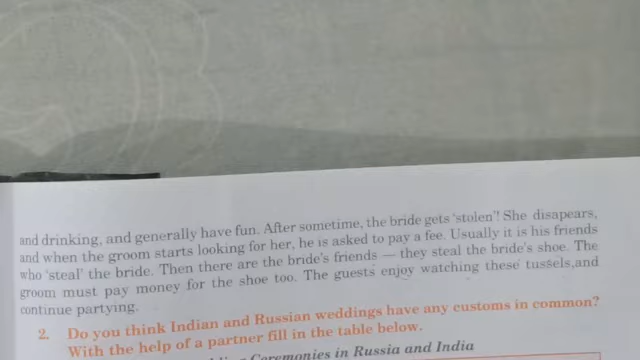 and drinking, and generally have fun. After sometime, the bride gets 'stolen'! She disapears,
and when the groom starts looking for her, he is asked to pay a fee. Usually it is his friends
who 'steal' the bride. Then there are the bride's friends — they steal the bride's shoe. The
groom must pay money for the shoe too. The guests enjoy watching these tussels,and
continue partying.
2. Do you think Indian and Russian weddings have any customs in common?
With the help of a partner fill in the table below.
Ceremonies in Russia and India